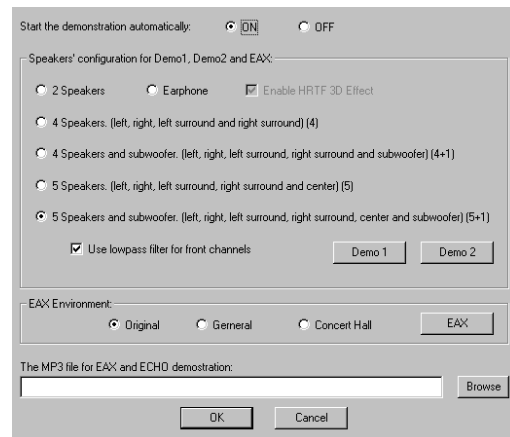 Start the demonstration automatically: ON OFF
Speakers' configuration for Demo1, Demo2 and EAX:
2 Speakers Earphone Enable HRTF 3D Effect
4 Speakers. (left, right, left surround and right surround) (4)
4 Speakers and subwoofer. (left, right, left surround, right surround and subwoofer) (4+1)
5 Speakers. (left, right, left surround, right surround and center) (5)
5 Speakers and subwoofer. (left, right, left surround, right surround, center and subwoofer) (5+1)
Use lowpass filter for front channels Demo 1 Demo 2
EAX Environment:
Original Gerneral Concert Hall EAX
The MP3 file for EAX and ECHO demostration:
Browse
OK Cancel